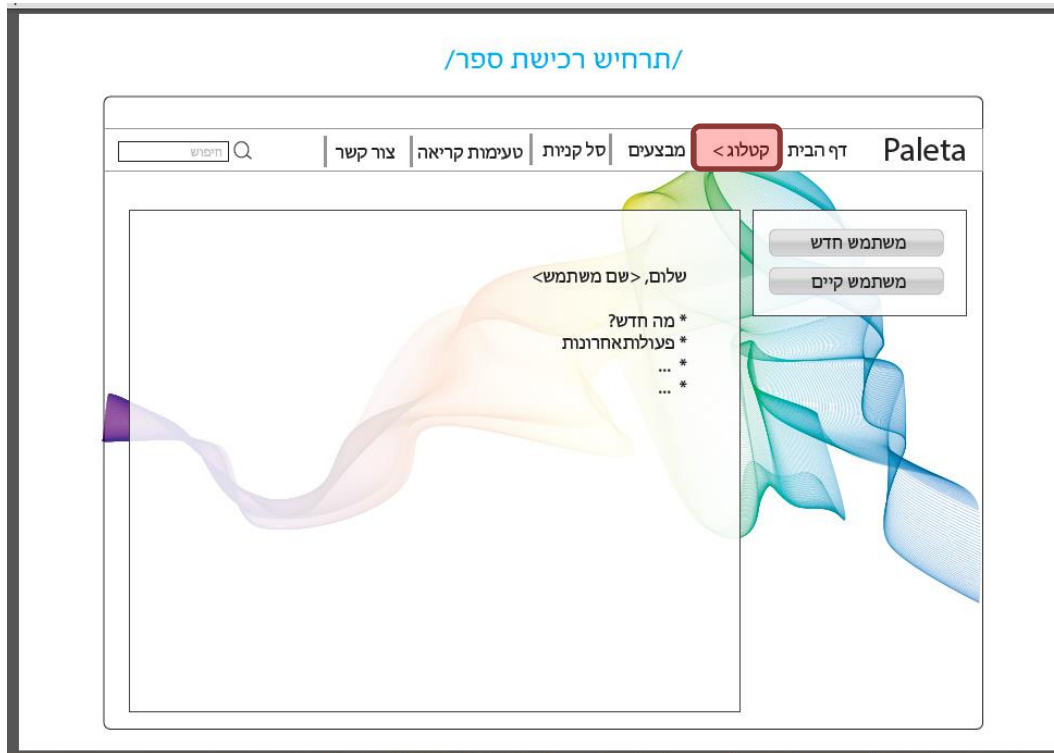 /תרחיש רכישת ספר/
Paleta דף הבית קטלוג > מבצעים סל קניות טעימות קריאה צור קשר חיפוש
משתמש חדש
משתמש קיים
שלום, <שם משתמש>
* מה חדש?
* פעולותאחרונות
* ...
* ...